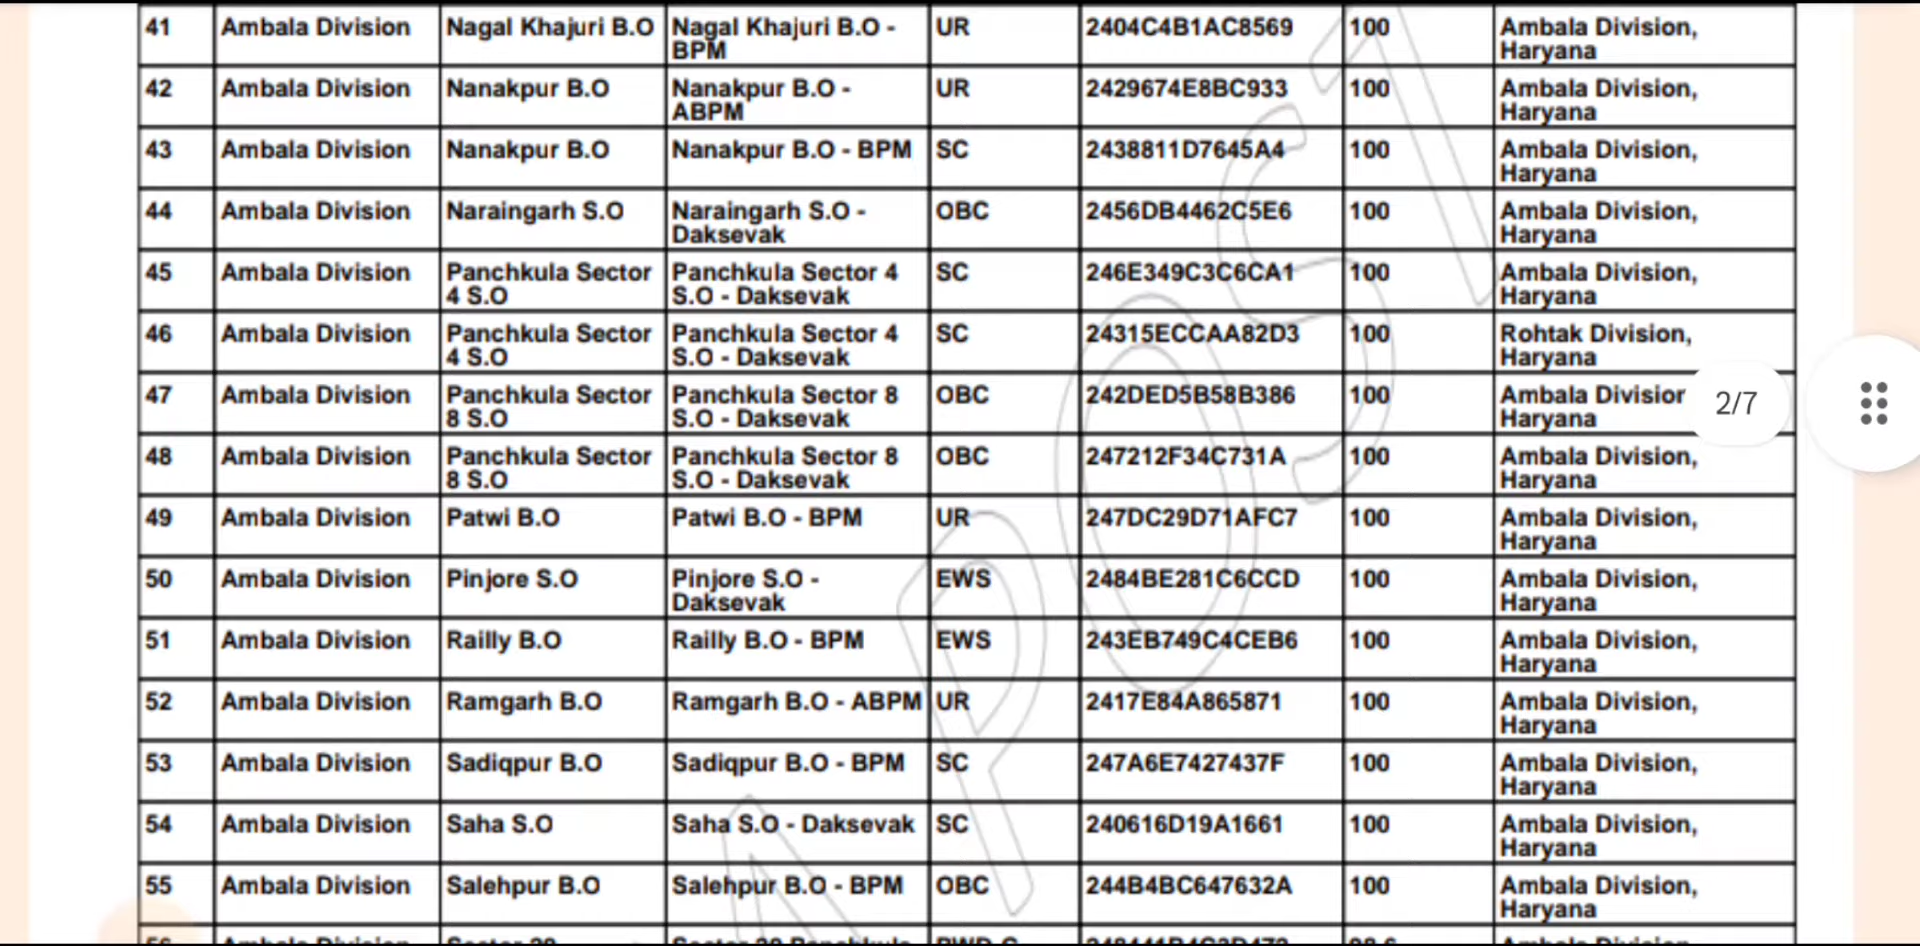 41 Ambala Division Nagal Khajuri B.O Nagal Khajuri B.O - UR 2404C4B1AC8569 100 Ambala Division,
BPM Haryana
42 Ambala Division Nanakpur B.O Nanakpur B.O - UR 2429674E8BC933 100 Ambala Division,
ABPM Haryana
43 Ambala Division Nanakpur B.O Nanakpur B.O - BPM SC 2438811D7645A4 100 Ambala Division,
Haryana
44 Ambala Division Naraingarh S.O Naraingarh S.O - OBC 2456DB4462C5E6 100 Ambala Division,
Daksevak Haryana
45 Ambala Division Panchkula Sector Panchkula Sector 4 SC 246E349C3C6CA1 100 Ambala Division,
4 S.O S.O - Daksevak Haryana
46 Ambala Division Panchkula Sector Panchkula Sector 4 SC 24315ECCAA82D3 100 Rohtak Division,
4 S.O S.O - Daksevak Haryana
47 Ambala Division Panchkula Sector Panchkula Sector 8 OBC 242DED5B58B386 100 Ambala Division 2/7
8 S.O S.O - Daksevak Haryana
48 Ambala Division Panchkula Sector Panchkula Sector 8 OBC 247212F34C731A 100 Ambala Division,
8 S.O S.O - Daksevak Haryana
49 Ambala Division Patwi B.O Patwi B.O - BPM UR 247DC29D71AFC7 100 Ambala Division,
Haryana
50 Ambala Division Pinjore S.O Pinjore S.O - EWS 2484BE281C6CCD 100 Ambala Division,
Daksevak Haryana
51 Ambala Division Railly B.O Railly B.O - BPM EWS 243EB749C4CEB6 100 Ambala Division,
Haryana
52 Ambala Division Ramgarh B.O Ramgarh B.O - ABPM UR 2417E84A865871 100 Ambala Division,
Haryana
53 Ambala Division Sadiqpur B.O Sadiqpur B.O - BPM SC 247A6E7427437F 100 Ambala Division,
Haryana
54 Ambala Division Saha S.O Saha S.O - Daksevak SC 240616D19A1661 100 Ambala Division,
Haryana
55 Ambala Division Salehpur B.O Salehpur B.O - BPM OBC 244B4BC647632A 100 Ambala Division,
Haryana